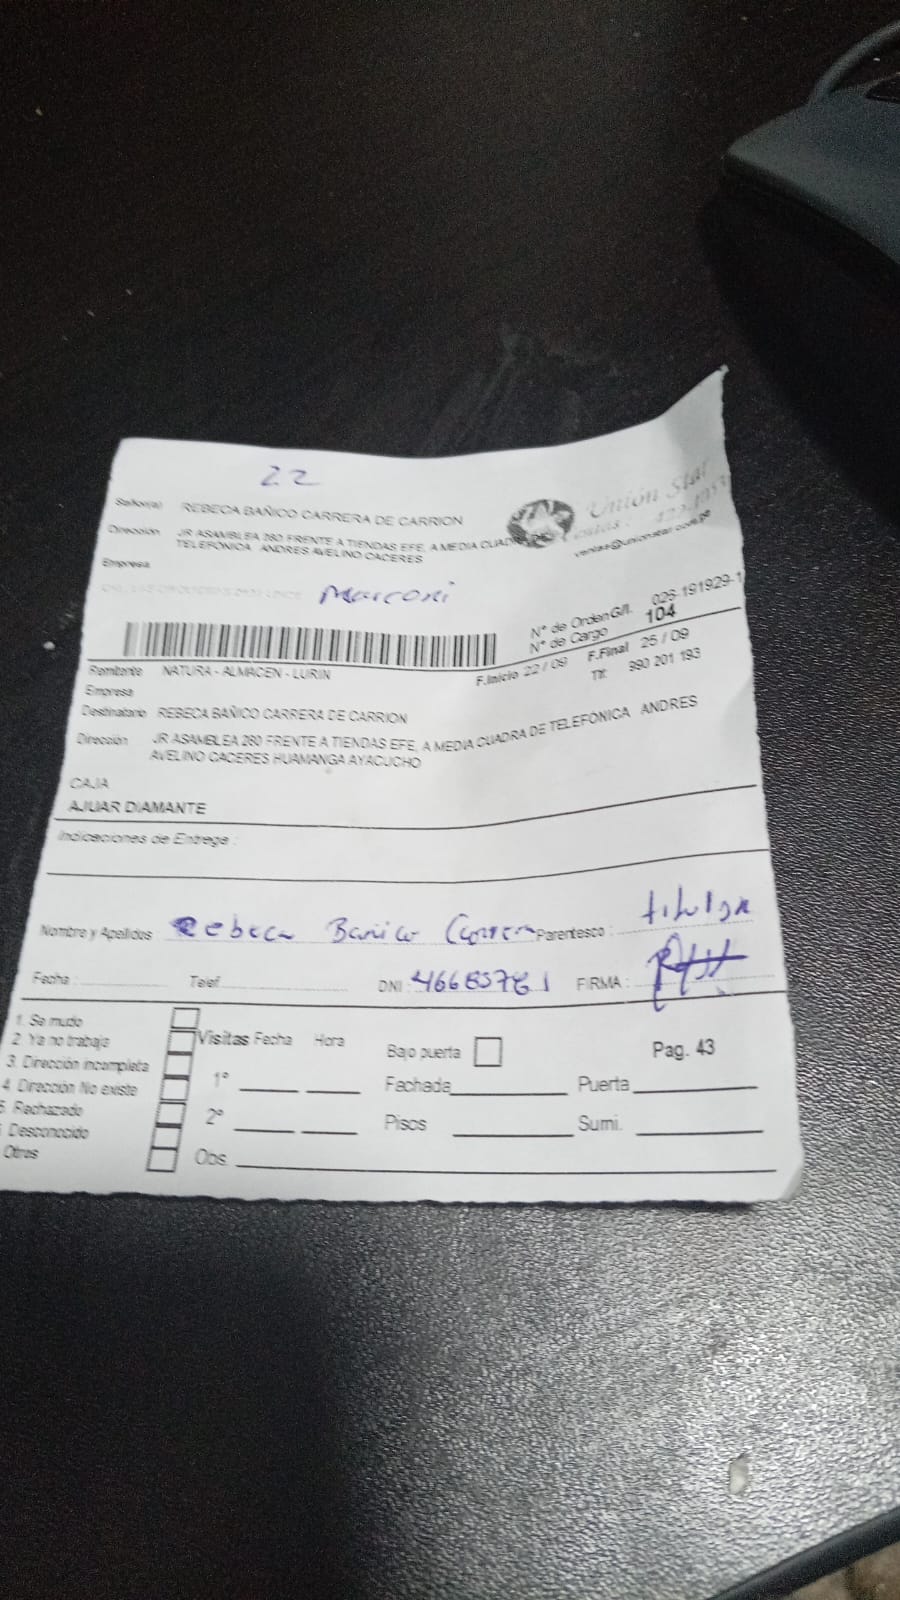 22
Señor(a) REBECA BAÑICO CARRERA DE CARRION
Unión Star
Dirección JR ASAMBLEA 280 FRENTE A TIENDAS EFE, A MEDIA CUADRA DE
TELEFÓNICA ANDRES AVELINO CACERES
ventas@unionstar.com.pe
Empresa
Marconi
N° de Orden G/I. 026-191929-1
N° de Cargo 104
F.Inicio 22 / 09 F.Final 25 / 09
Tlf. 990 201 193
Remitente NATURA - ALMACEN - LURIN
Empresa
Destinatario REBECA BAÑICO CARRERA DE CARRION
Dirección JR ASAMBLEA 280 FRENTE A TIENDAS EFE, A MEDIA CUADRA DE TELEFÓNICA ANDRES
AVELINO CACERES HUAMANGA AYACUCHO
CAJA
AJUAR DIAMANTE
Indicaciones de Entrega :
Nombre y Apellidos Rebeca Bañico Carrera Parentesco : titular
Fecha : Telef. DNI : 46685781 FIRMA :
1. Se mudo
2. Ya no trabaja
3. Dirección incompleta
4. Dirección No existe
5. Rechazado
Desconocido
Otros
Visitas Fecha Hora Bajo puerta Pag. 43
1° Fachada Puerta
2° Pisos Sumi.
Obs.